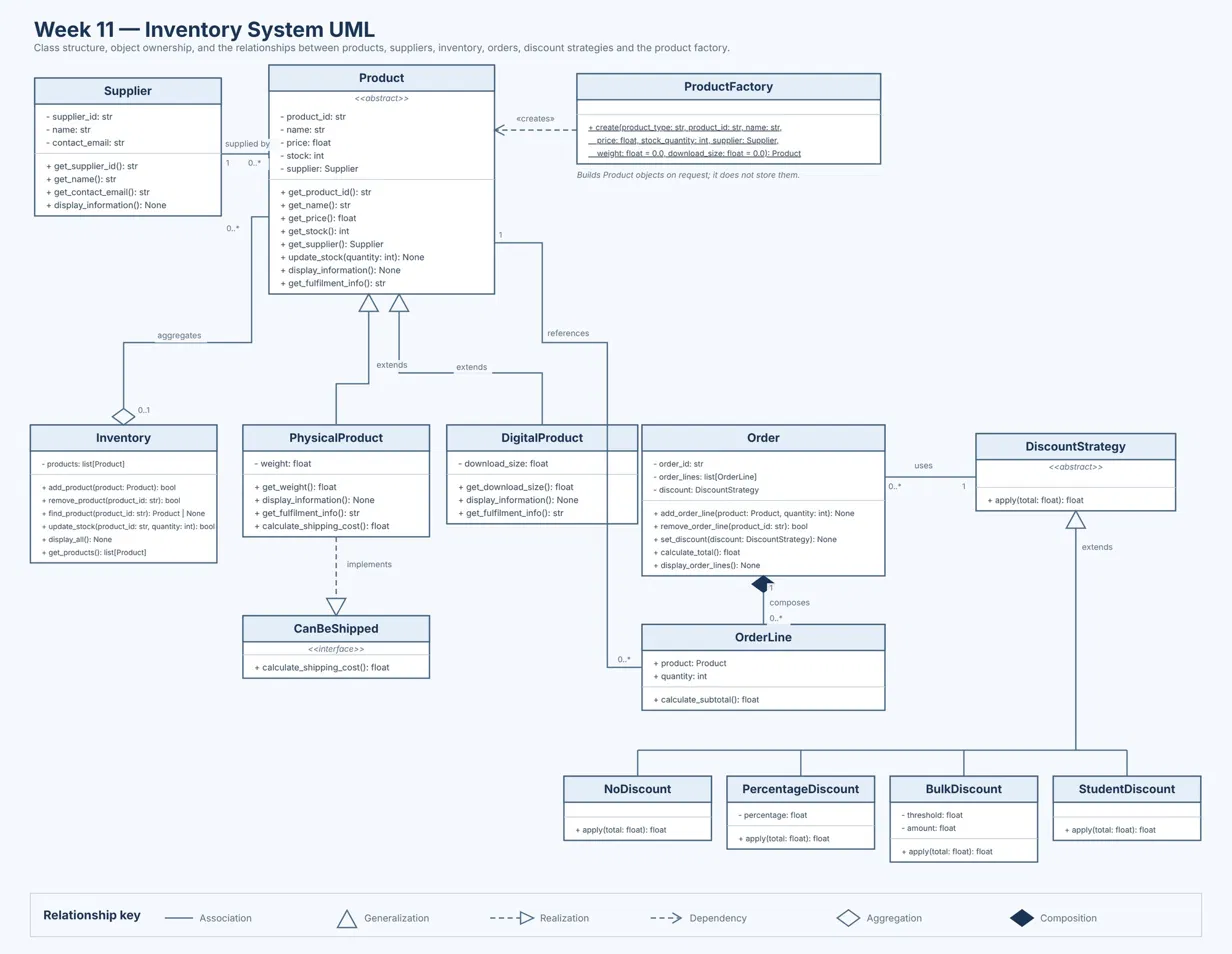 Week 11 — Inventory System UML
Class structure, object ownership, and the relationships between products, suppliers, inventory, orders, discount strategies and the product factory.
Supplier
- supplier_id: str
- name: str
- contact_email: str
+ get_supplier_id(): str
+ get_name(): str
+ get_contact_email(): str
+ display_information(): None
supplied by
1
0..*
Product
<<abstract>>
- product_id: str
- name: str
- price: float
- stock: int
- supplier: Supplier
+ get_product_id(): str
+ get_name(): str
+ get_price(): float
+ get_stock(): int
+ get_supplier(): Supplier
+ update_stock(quantity: int): None
+ display_information(): None
+ get_fulfilment_info(): str
«creates»
ProductFactory
+ create(product_type: str, product_id: str, name: str,
price: float, stock_quantity: int, supplier: Supplier,
weight: float = 0.0, download_size: float = 0.0): Product
Builds Product objects on request; it does not store them.
0..*
1
aggregates
references
extends
extends
0..1
Inventory
- products: list[Product]
+ add_product(product: Product): bool
+ remove_product(product_id: str): bool
+ find_product(product_id: str): Product | None
+ update_stock(product_id: str, quantity: int): bool
+ display_all(): None
+ get_products(): list[Product]
PhysicalProduct
- weight: float
+ get_weight(): float
+ display_information(): None
+ get_fulfilment_info(): str
+ calculate_shipping_cost(): float
DigitalProduct
- download_size: float
+ get_download_size(): float
+ display_information(): None
+ get_fulfilment_info(): str
Order
- order_id: str
- order_lines: list[OrderLine]
- discount: DiscountStrategy
+ add_order_line(product: Product, quantity: int): None
+ remove_order_line(product_id: str): bool
+ set_discount(discount: DiscountStrategy): None
+ calculate_total(): float
+ display_order_lines(): None
uses
0..*
1
DiscountStrategy
<<abstract>>
+ apply(total: float): float
extends
implements
1
composes
0..*
CanBeShipped
<<interface>>
+ calculate_shipping_cost(): float
0..*
OrderLine
+ product: Product
+ quantity: int
+ calculate_subtotal(): float
NoDiscount
+ apply(total: float): float
PercentageDiscount
- percentage: float
+ apply(total: float): float
BulkDiscount
- threshold: float
- amount: float
+ apply(total: float): float
StudentDiscount
+ apply(total: float): float
Relationship key
Association
Generalization
Realization
Dependency
Aggregation
Composition